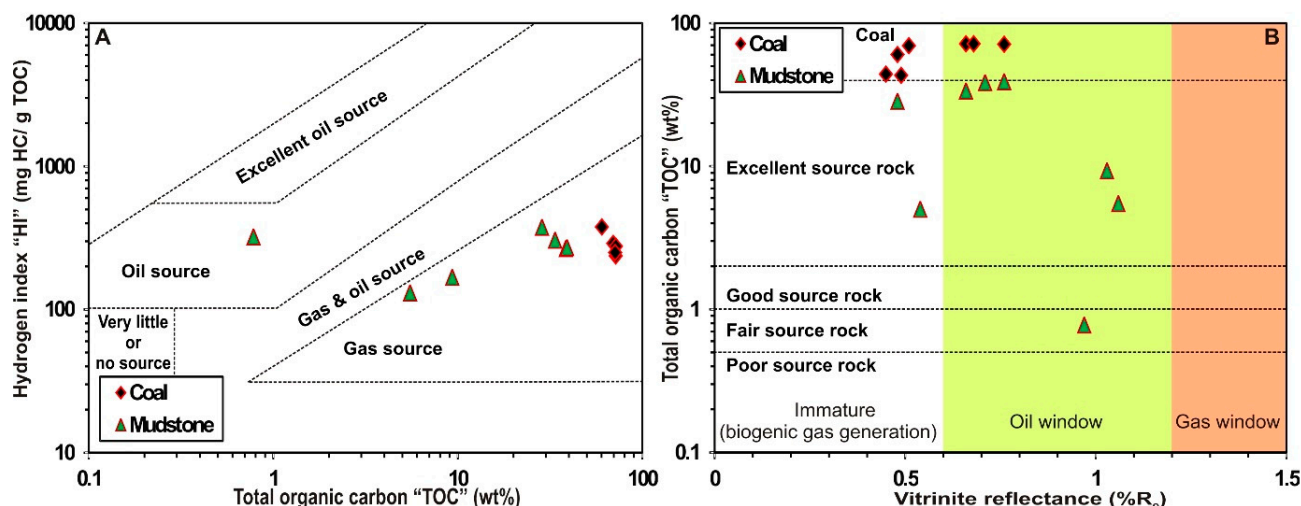 A
10000
1000
100
10
0.1
1
10
100
Hydrogen index “HI” (mg HC/ g TOC)
Total organic carbon “TOC” (wt%)
Excellent oil source
Oil source
Gas & oil source
Very little
or
no source
Gas source
Coal
Mudstone
B
100
10
1
0.1
0
0.5
1
1.5
Total organic carbon “TOC” (wt%)
Vitrinite reflectance (%Rₒ)
Coal
Mudstone
Coal
Excellent source rock
Good source rock
Fair source rock
Poor source rock
Immature
(biogenic gas generation)
Oil window
Gas window